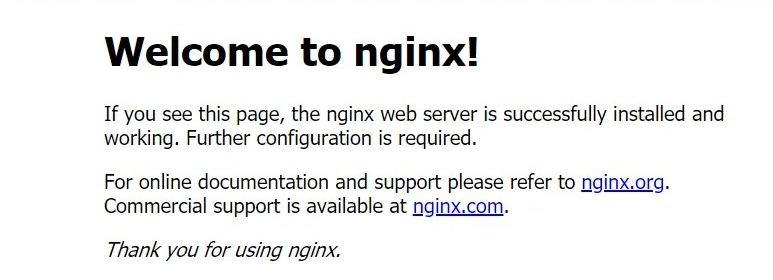 Welcome to nginx!
If you see this page, the nginx web server is successfully installed and
working. Further configuration is required.
For online documentation and support please refer to nginx.org.
Commercial support is available at nginx.com.
Thank you for using nginx.